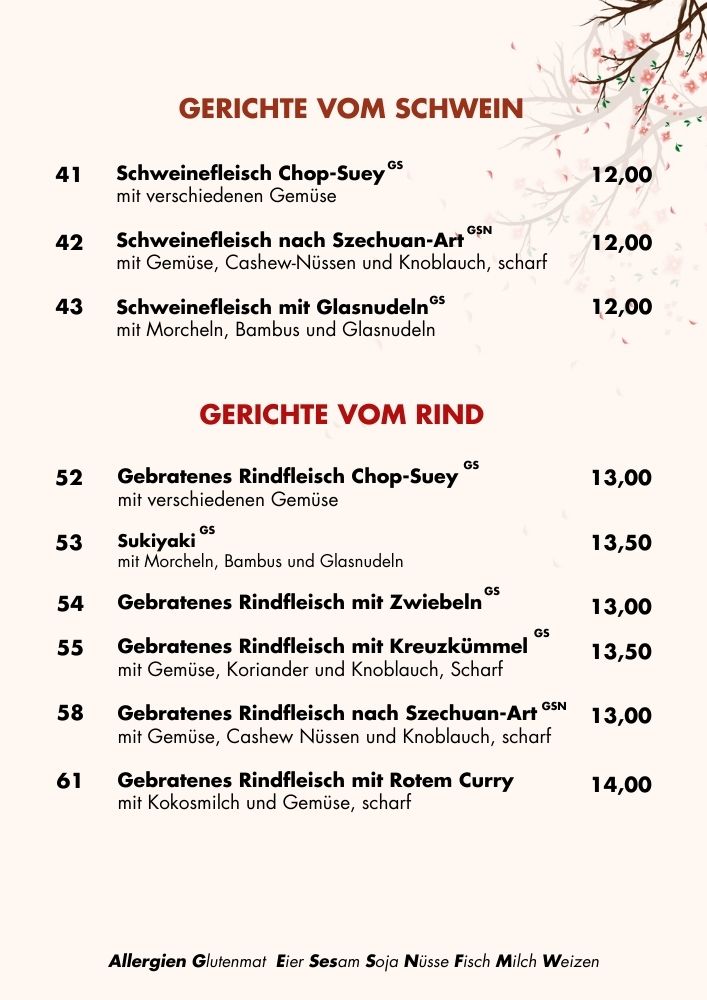 GERICHTE VOM SCHWEIN
41 Schweinefleisch Chop-Suey GS 12,00
mit verschiedenen Gemüse
42 Schweinefleisch nach Szechuan-Art GSN 12,00
mit Gemüse, Cashew-Nüssen und Knoblauch, scharf
43 Schweinefleisch mit Glasnudeln GS 12,00
mit Morcheln, Bambus und Glasnudeln
GERICHTE VOM RIND
52 Gebratenes Rindfleisch Chop-Suey GS 13,00
mit verschiedenen Gemüse
53 Sukiyaki GS 13,50
mit Morcheln, Bambus und Glasnudeln
54 Gebratenes Rindfleisch mit Zwiebeln GS 13,00
55 Gebratenes Rindfleisch mit Kreuzkümmel GS 13,50
mit Gemüse, Koriander und Knoblauch, Scharf
58 Gebratenes Rindfleisch nach Szechuan-Art GSN 13,00
mit Gemüse, Cashew Nüssen und Knoblauch, scharf
61 Gebratenes Rindfleisch mit Rotem Curry 14,00
mit Kokosmilch und Gemüse, scharf
Allergien Glutenmat Eier Sesam Soja Nüsse Fisch Milch Weizen